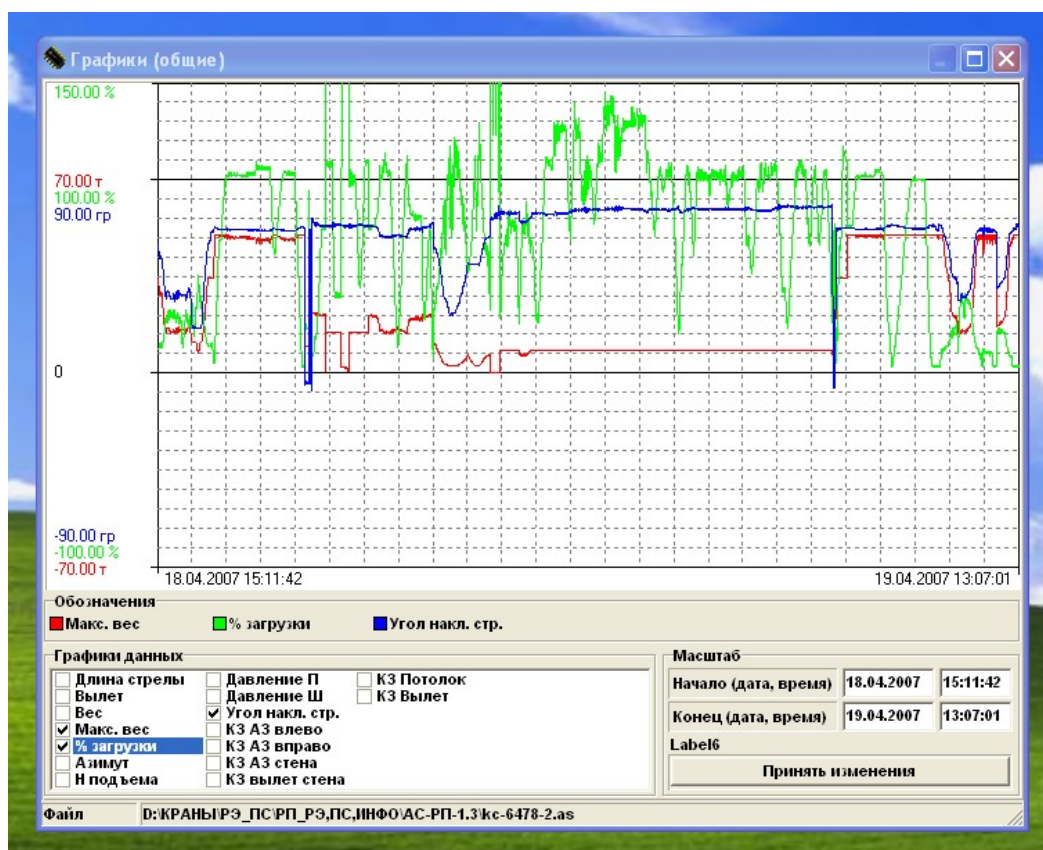 Графики (общие)
150.00 %
70.00 т
100.00 %
90.00 гр
0
-90.00 гр
-100.00 %
-70.00 т
18.04.2007 15:11:42 19.04.2007 13:07:01
Обозначения
Макс. вес % загрузки Угол накл. стр.
Графики данных
Длина стрелы Давление П КЗ Потолок
Вылет Давление Ш КЗ Вылет
Вес Угол накл. стр.
Макс. вес КЗ АЗ влево
% загрузки КЗ АЗ вправо
Азимут КЗ АЗ стена
Н подъема КЗ вылет стена
Масштаб
Начало (дата, время) 18.04.2007 15:11:42
Конец (дата, время) 19.04.2007 13:07:01
Label6
Принять изменения
Файл D:\КРАНЫ\РЭ_ПС\РП_РЭ,ПС,ИНФО\АС-РП-1.3\kc-6478-2.as